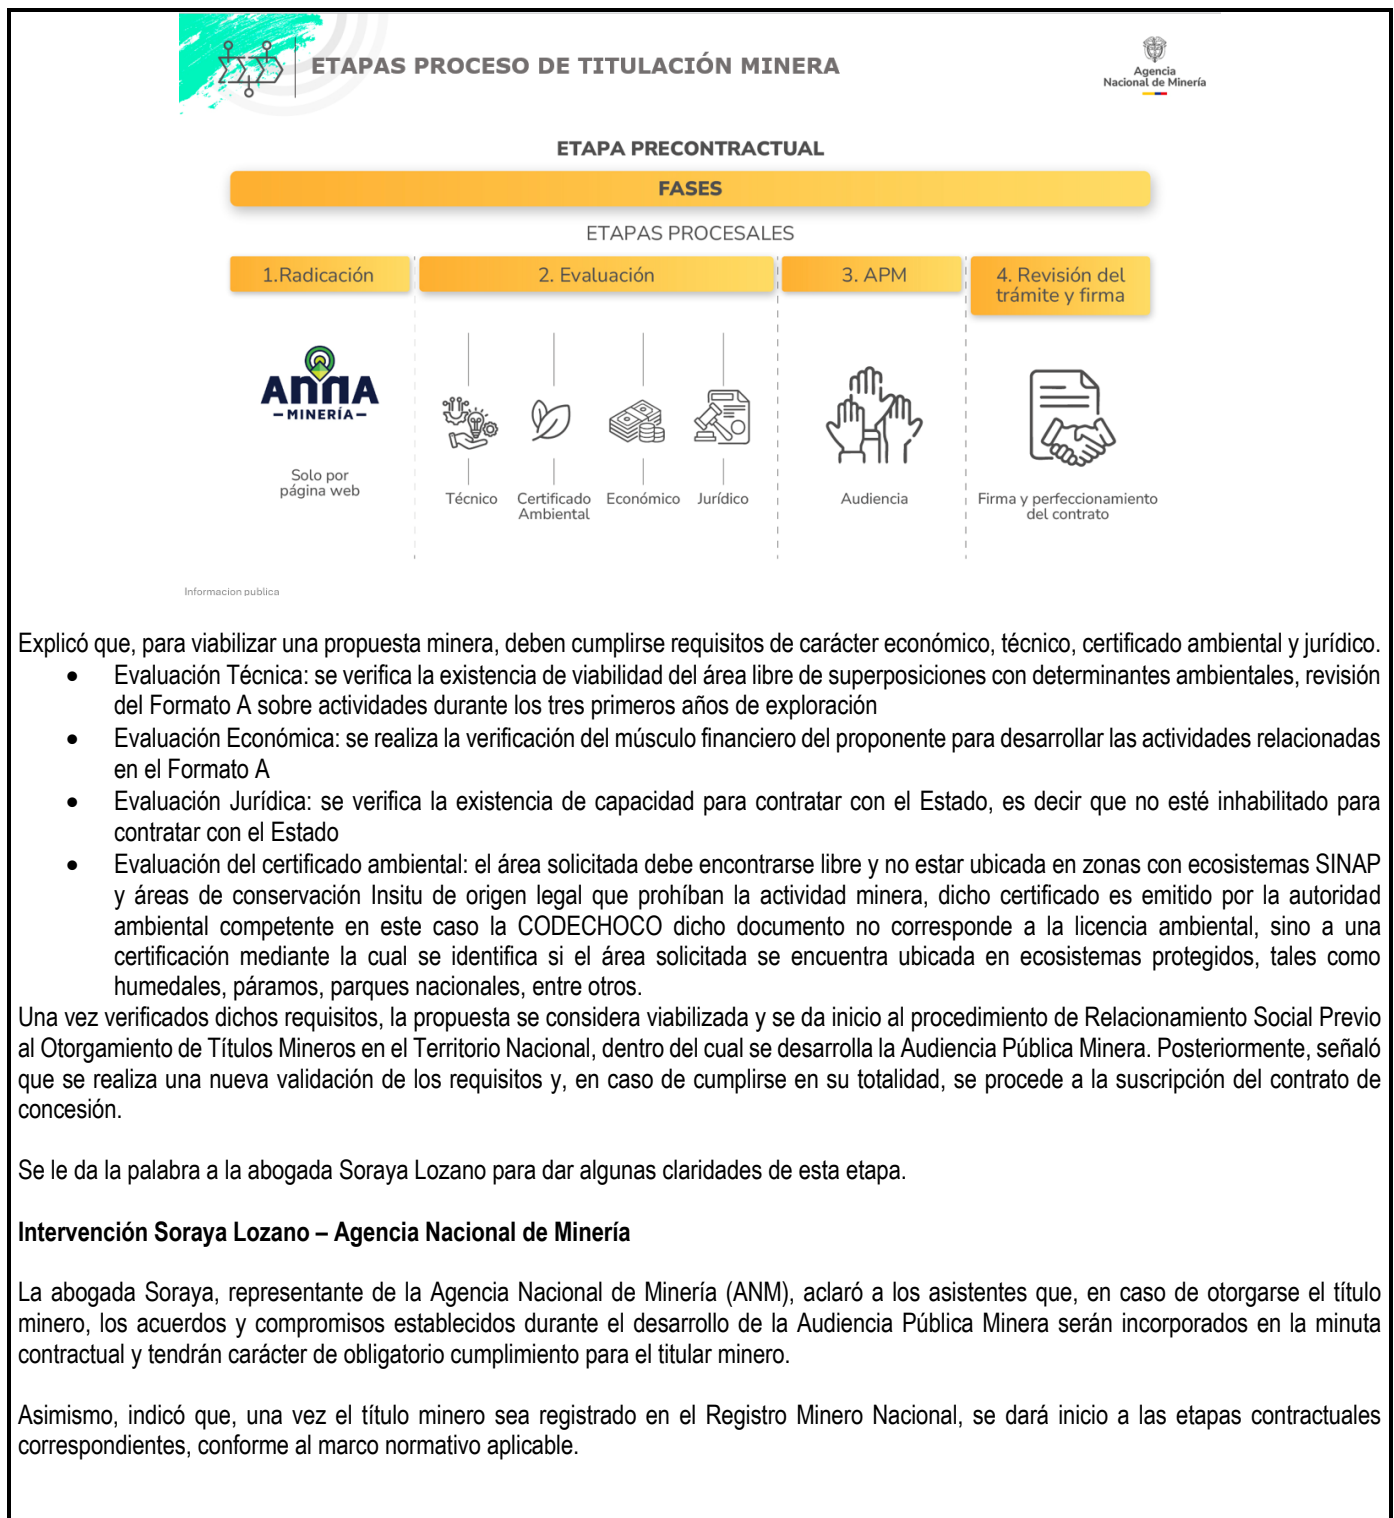 ETAPAS PROCESO DE TITULACIÓN MINERA
Agencia
Nacional de Minería
ETAPA PRECONTRACTUAL
FASES
ETAPAS PROCESALES
1.Radicación
2. Evaluación
3. APM
4. Revisión del
trámite y firma
ANNA
–MINERÍA–
Solo por
página web
Técnico
Certificado
Ambiental
Económico
Jurídico
Audiencia
Firma y perfeccionamiento
del contrato
Informacion publica
Explicó que, para viabilizar una propuesta minera, deben cumplirse requisitos de carácter económico, técnico, certificado ambiental y jurídico.
• Evaluación Técnica: se verifica la existencia de viabilidad del área libre de superposiciones con determinantes ambientales, revisión
del Formato A sobre actividades durante los tres primeros años de exploración
• Evaluación Económica: se realiza la verificación del músculo financiero del proponente para desarrollar las actividades relacionadas
en el Formato A
• Evaluación Jurídica: se verifica la existencia de capacidad para contratar con el Estado, es decir que no esté inhabilitado para
contratar con el Estado
• Evaluación del certificado ambiental: el área solicitada debe encontrarse libre y no estar ubicada en zonas con ecosistemas SINAP
y áreas de conservación Insitu de origen legal que prohíban la actividad minera, dicho certificado es emitido por la autoridad
ambiental competente en este caso la CODECHOCO dicho documento no corresponde a la licencia ambiental, sino a una
certificación mediante la cual se identifica si el área solicitada se encuentra ubicada en ecosistemas protegidos, tales como
humedales, páramos, parques nacionales, entre otros.
Una vez verificados dichos requisitos, la propuesta se considera viabilizada y se da inicio al procedimiento de Relacionamiento Social Previo
al Otorgamiento de Títulos Mineros en el Territorio Nacional, dentro del cual se desarrolla la Audiencia Pública Minera. Posteriormente, señaló
que se realiza una nueva validación de los requisitos y, en caso de cumplirse en su totalidad, se procede a la suscripción del contrato de
concesión.
Se le da la palabra a la abogada Soraya Lozano para dar algunas claridades de esta etapa.
Intervención Soraya Lozano – Agencia Nacional de Minería
La abogada Soraya, representante de la Agencia Nacional de Minería (ANM), aclaró a los asistentes que, en caso de otorgarse el título
minero, los acuerdos y compromisos establecidos durante el desarrollo de la Audiencia Pública Minera serán incorporados en la minuta
contractual y tendrán carácter de obligatorio cumplimiento para el titular minero.
Asimismo, indicó que, una vez el título minero sea registrado en el Registro Minero Nacional, se dará inicio a las etapas contractuales
correspondientes, conforme al marco normativo aplicable.